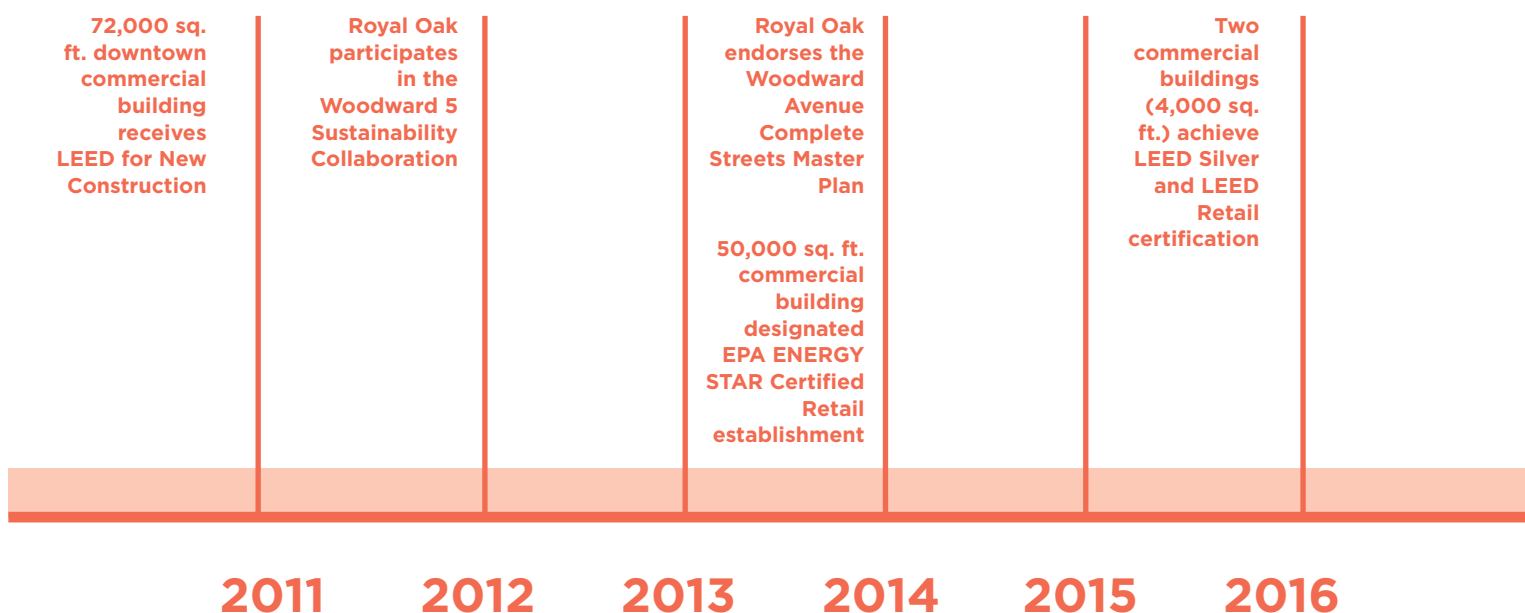 72,000 sq.
ft. downtown
commercial
building
receives
LEED for New
Construction
Royal Oak
participates
in the
Woodward 5
Sustainability
Collaboration
Royal Oak
endorses the
Woodward
Avenue
Complete
Streets Master
Plan
50,000 sq. ft.
commercial
building
designated
EPA ENERGY
STAR Certified
Retail
establishment
Two
commercial
buildings
(4,000 sq.
ft.) achieve
LEED Silver
and LEED
Retail
certification
2011 2012 2013 2014 2015 2016